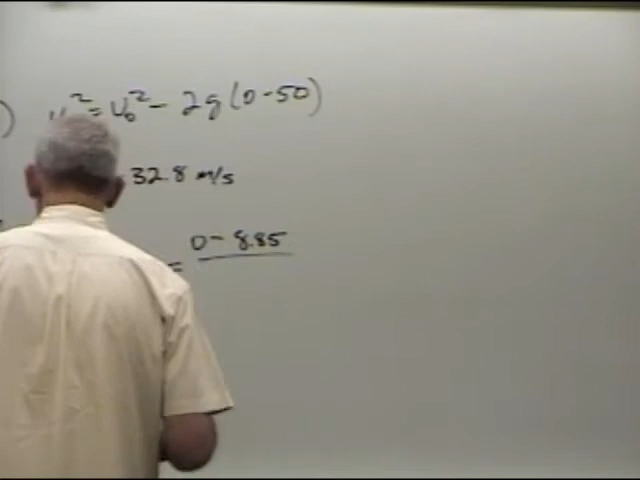 ) v²=v₀²- 2g(0-50)
32.8 m/s
= 0- 8.85